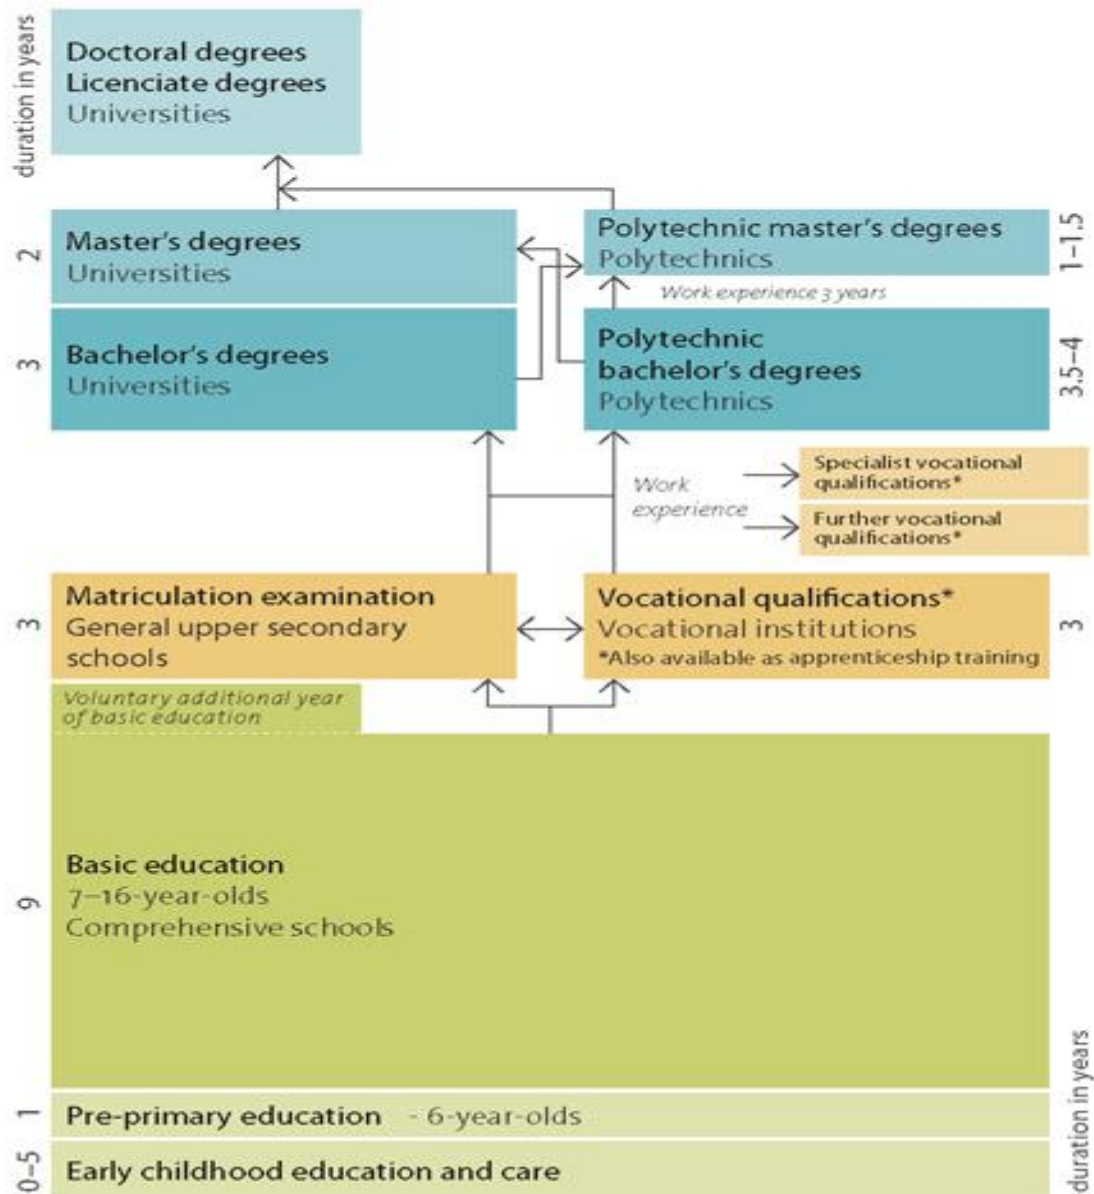 duration in years
Doctoral degrees
Licenciate degrees
Universities
2
Master's degrees
Universities
Polytechnic master's degrees
Polytechnics
1–1.5
Work experience 3 years
3
Bachelor's degrees
Universities
Polytechnic
bachelor's degrees
Polytechnics
3.5–4
Work
experience
Specialist vocational
qualifications*
Further vocational
qualifications*
3
Matriculation examination
General upper secondary
schools
Vocational qualifications*
Vocational institutions
*Also available as apprenticeship training
3
Voluntary additional year
of basic education
9
Basic education
7–16-year-olds
Comprehensive schools
1
Pre-primary education - 6-year-olds
0–5
Early childhood education and care
duration in years